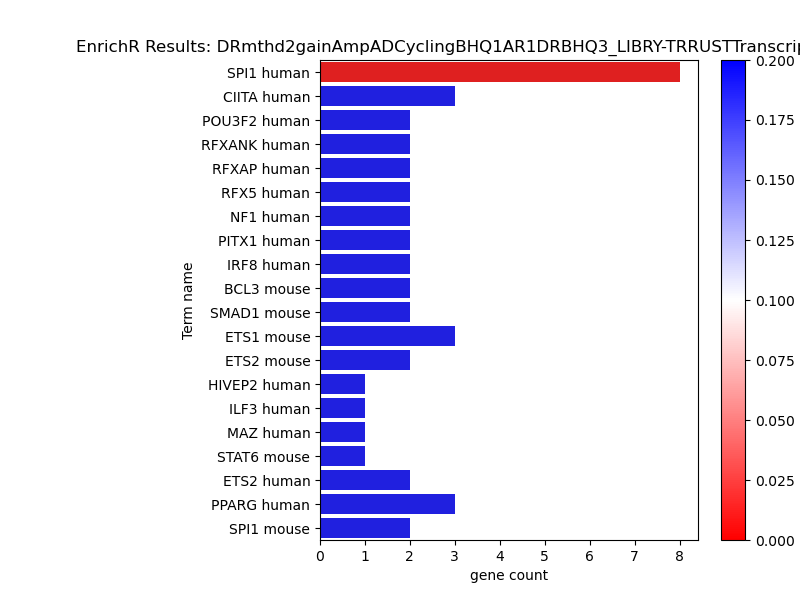 EnrichR Results: DRmthd2gainAmpADCyclingBHQ1AR1DRBHQ3_LIBRY-TRRUSTTranscrip
SPI1 human
CIITA human
POU3F2 human
RFXANK human
RFXAP human
RFX5 human
NF1 human
PITX1 human
IRF8 human
BCL3 mouse
SMAD1 mouse
ETS1 mouse
ETS2 mouse
HIVEP2 human
ILF3 human
MAZ human
STAT6 mouse
ETS2 human
PPARG human
SPI1 mouse
Term name
0 1 2 3 4 5 6 7 8
gene count
0.200
0.175
0.150
0.125
0.100
0.075
0.050
0.025
0.000